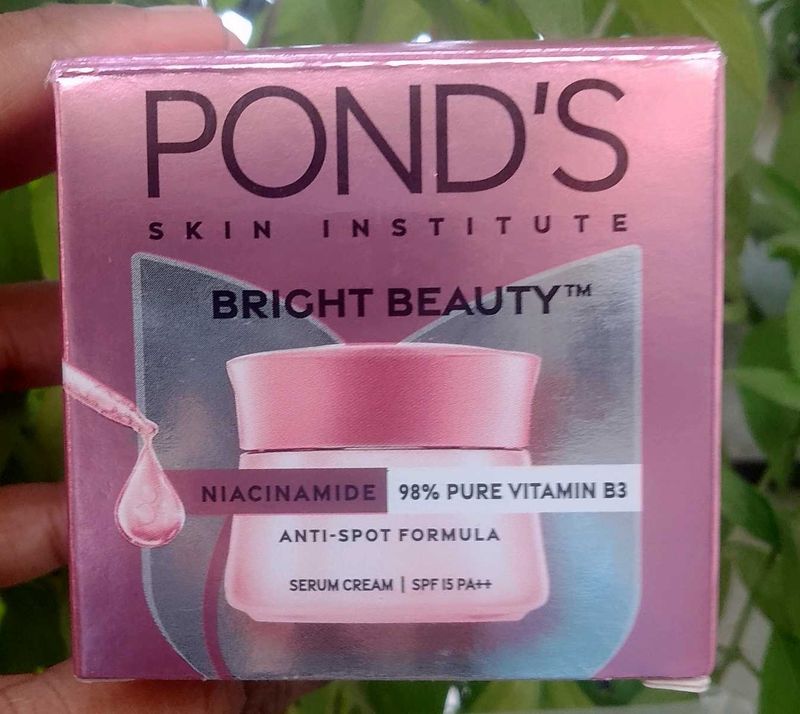 POND'S
SKIN INSTITUTE
BRIGHT BEAUTY™
NIACINAMIDE 98% PURE VITAMIN B3
ANTI-SPOT FORMULA
SERUM CREAM | SPF 15 PA++